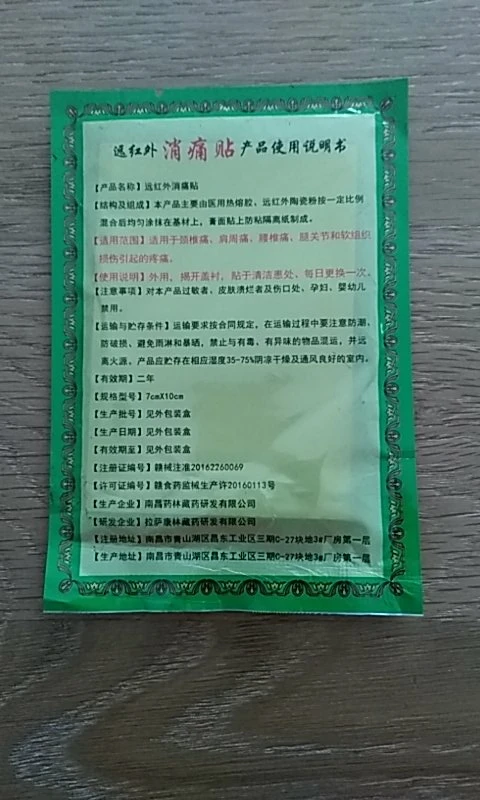 远红外消痛贴产品使用说明书
【产品名称】远红外消痛贴
【结构及组成】本产品主要由医用热熔胶，远红外陶瓷粉按一定比例
混合后均匀涂抹在基材上，膏面贴上防粘隔离纸制成。
【适用范围】适用于颈椎痛、肩周痛，腰椎痛、腿关节和软组织
损伤引起的疼痛。
【使用说明】外用，揭开盖衬，贴于清洁患处，每日更换一次。
【注意事项】对本产品过敏者、皮肤溃烂者及伤口处、孕妇、婴幼儿
禁用。
【运输与贮存条件】运输要求按合同规定，在运输过程中要注意防潮，
防破损、避免雨淋和暴晒，禁止与有毒、有异味的物品混运，并远
离火源。产品应贮存在相应湿度35-75%阴凉干燥及通风良好的室内。
【有效期】二年
【规格型号】7cmX10cm
【生产批号】见外包装盒
【生产日期】见外包装盒
【有效期至】见外包装盒
【注册证编号】赣械注准20162260069
【许可证编号】赣食药监械生产许20160113号
【生产企业】南昌药林藏药研发有限公司
【研发企业】拉萨康林藏药研发有限公司
【注册地址】南昌市青山湖区昌东工业区三期C-27块地3#厂房第一层
【生产地址】南昌市青山湖区昌东工业区三期C-27块地3#厂房第一层